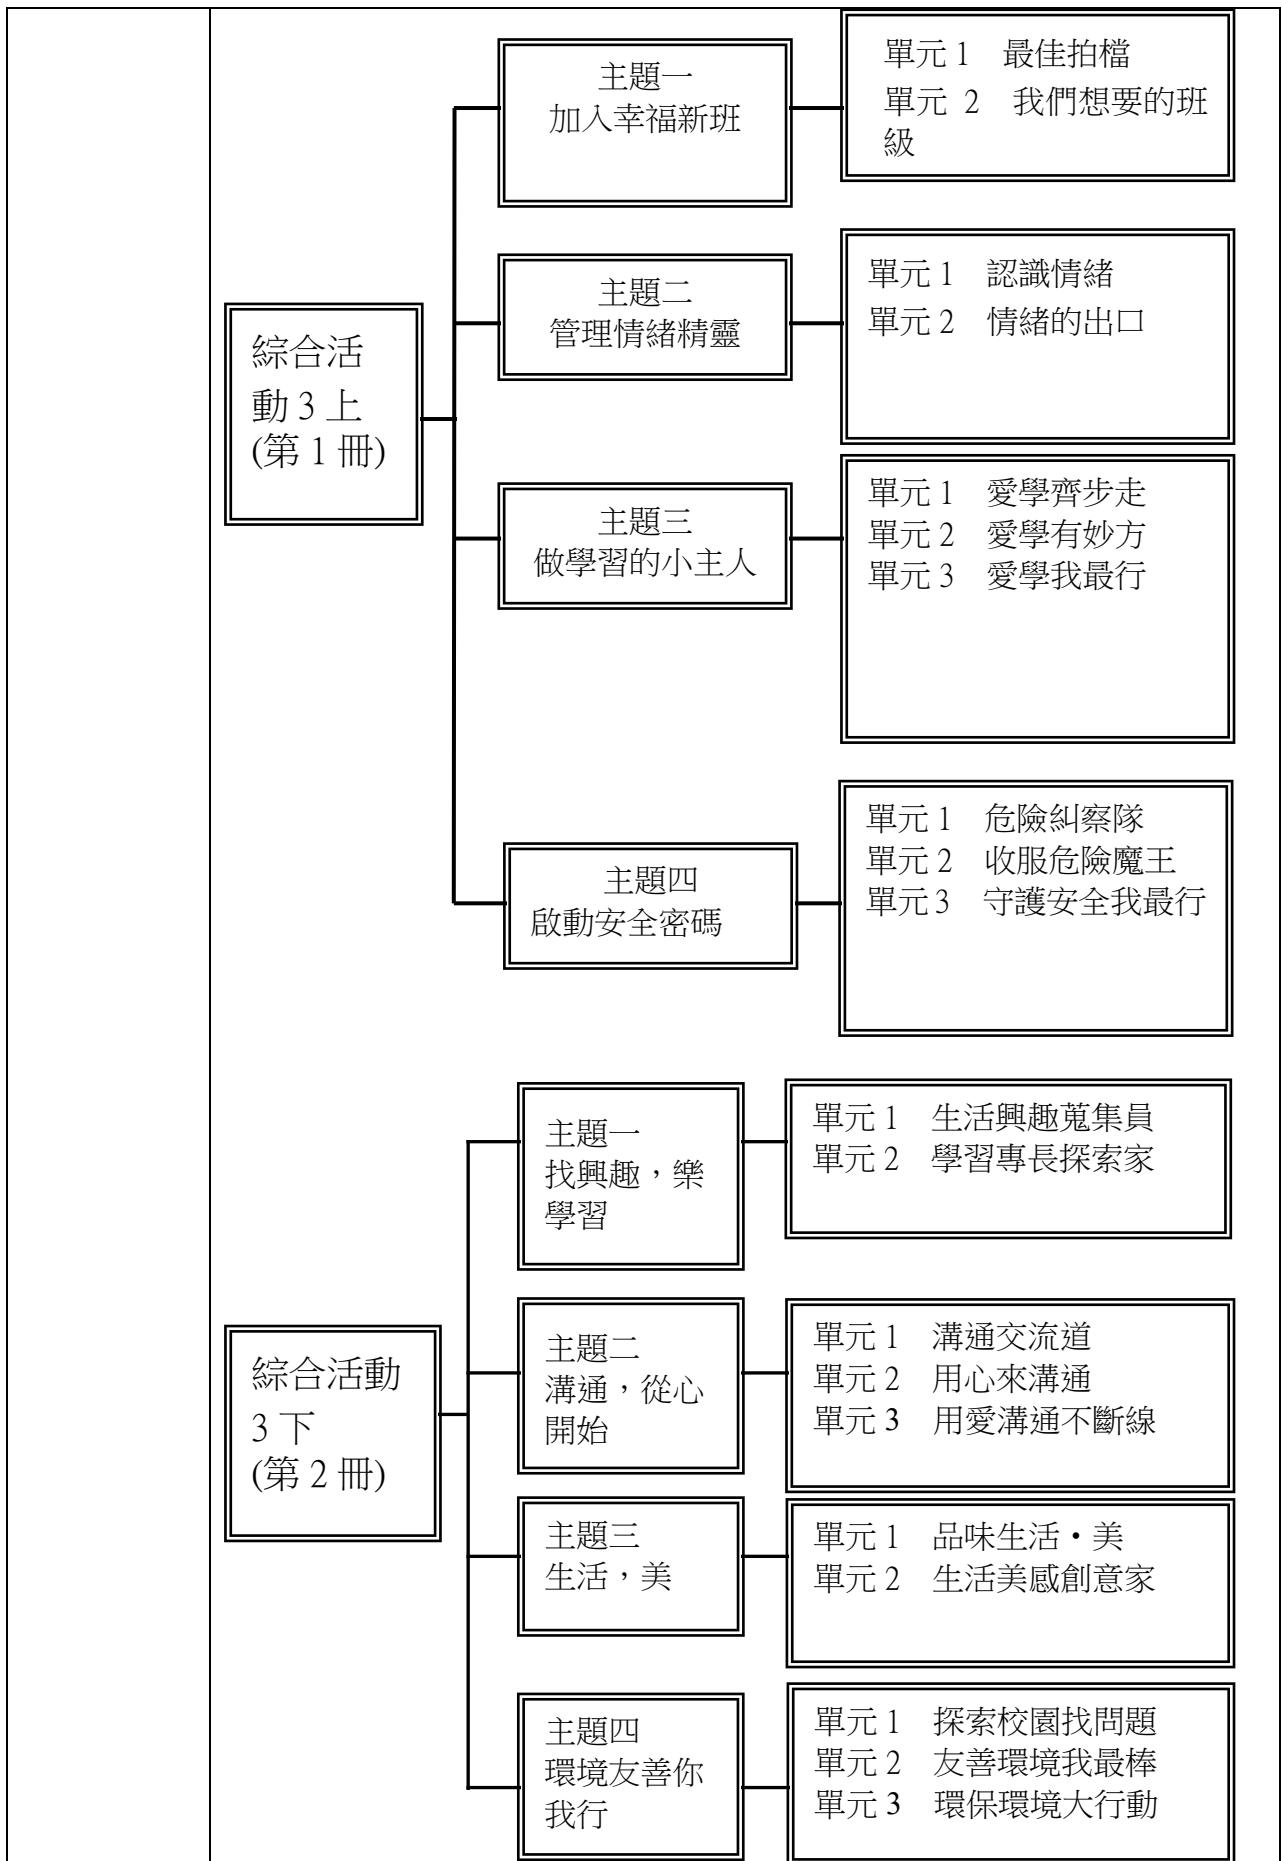 綜合活
動 3 上
(第 1 冊)
主題一
加入幸福新班
單元 1　最佳拍檔
單元 2　我們想要的班
級
主題二
管理情緒精靈
單元 1　認識情緒
單元 2　情緒的出口
主題三
做學習的小主人
單元 1　愛學齊步走
單元 2　愛學有妙方
單元 3　愛學我最行
主題四
啟動安全密碼
單元 1　危險糾察隊
單元 2　收服危險魔王
單元 3　守護安全我最行
綜合活動
3 下
(第 2 冊)
主題一
找興趣，樂
學習
單元 1　生活興趣蒐集員
單元 2　學習專長探索家
主題二
溝通，從心
開始
單元 1　溝通交流道
單元 2　用心來溝通
單元 3　用愛溝通不斷線
主題三
生活，美
單元 1　品味生活・美
單元 2　生活美感創意家
主題四
環境友善你
我行
單元 1　探索校園找問題
單元 2　友善環境我最棒
單元 3　環保環境大行動